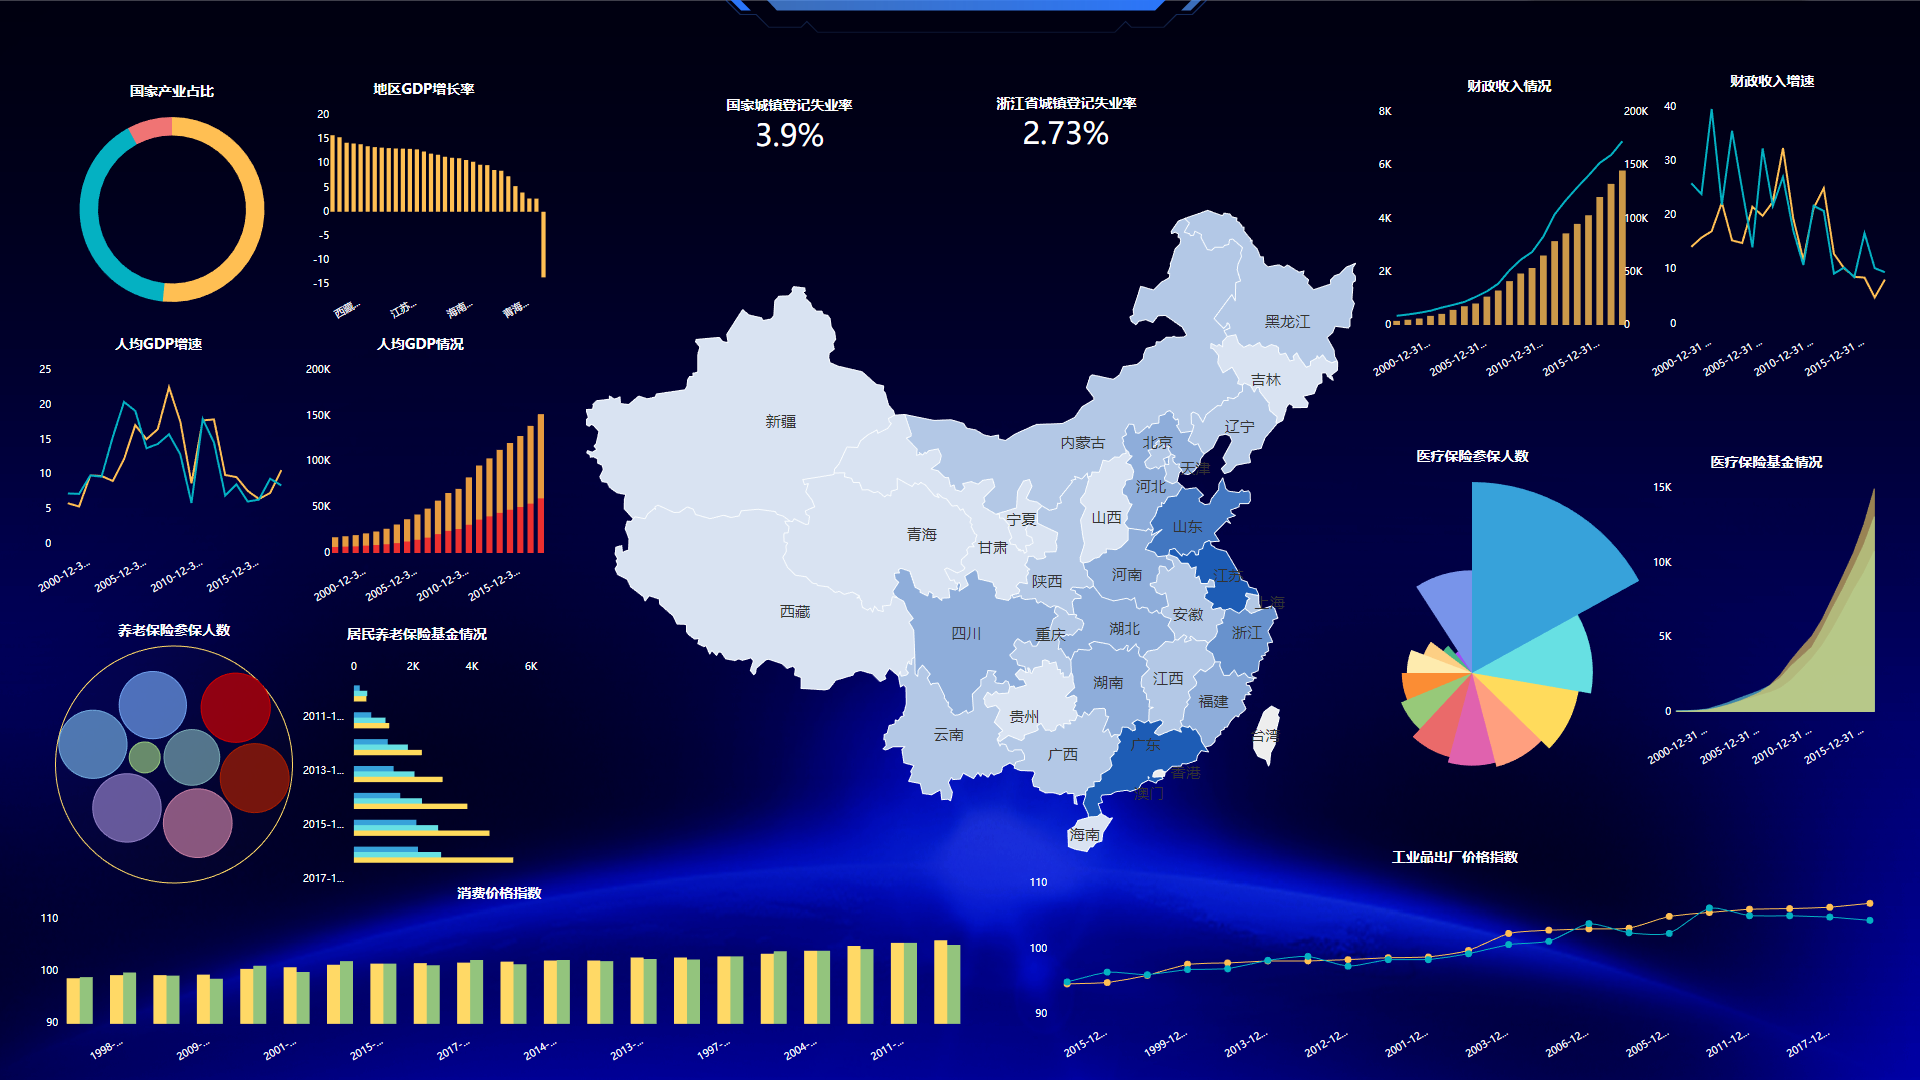 国家产业占比
地区GDP增长率
20
15
10
5
0
-5
-10
-15
西藏...
江苏...
海南...
青海...
国家城镇登记失业率
3.9%
浙江省城镇登记失业率
2.73%
财政收入情况
8K
6K
4K
2K
0
200K
150K
100K
50K
0
2000-12-31 ...
2005-12-31...
2010-12-31...
2015-12-31...
财政收入增速
40
30
20
10
0
2000-12-31 ...
2005-12-31...
2010-12-31 ...
2015-12-31 ...
人均GDP增速
25
20
15
10
5
0
2000-12-3...
2005-12-3...
2010-12-3...
2015-12-3...
人均GDP情况
200K
150K
100K
50K
0
2000-12-3...
2005-12-3...
2010-12-3...
2015-12-3...
黑龙江
吉林
辽宁
新疆
内蒙古
北京
天津
河北
山西
宁夏
山东
青海
甘肃
河南
江苏
陕西
上海
西藏
安徽
四川
重庆
湖北
浙江
湖南
江西
福建
贵州
云南
广西
广东
台湾
香港
澳门
海南
医疗保险参保人数
医疗保险基金情况
15K
10K
5K
0
2000-12-31 ...
2005-12-31 ...
2010-12-31 ...
2015-12-31 ...
养老保险参保人数
居民养老保险基金情况
0
2K
4K
6K
2011-1...
2013-1...
2015-1...
2017-1...
消费价格指数
110
100
90
1998-...
2009-...
2001-...
2015-...
2017-...
2014-...
2013-...
1997-...
2004-...
2011-...
工业品出厂价格指数
110
100
90
2015-12...
1999-12...
2013-12...
2012-12...
2001-12...
2003-12...
2006-12...
2005-12...
2011-12...
2017-12...